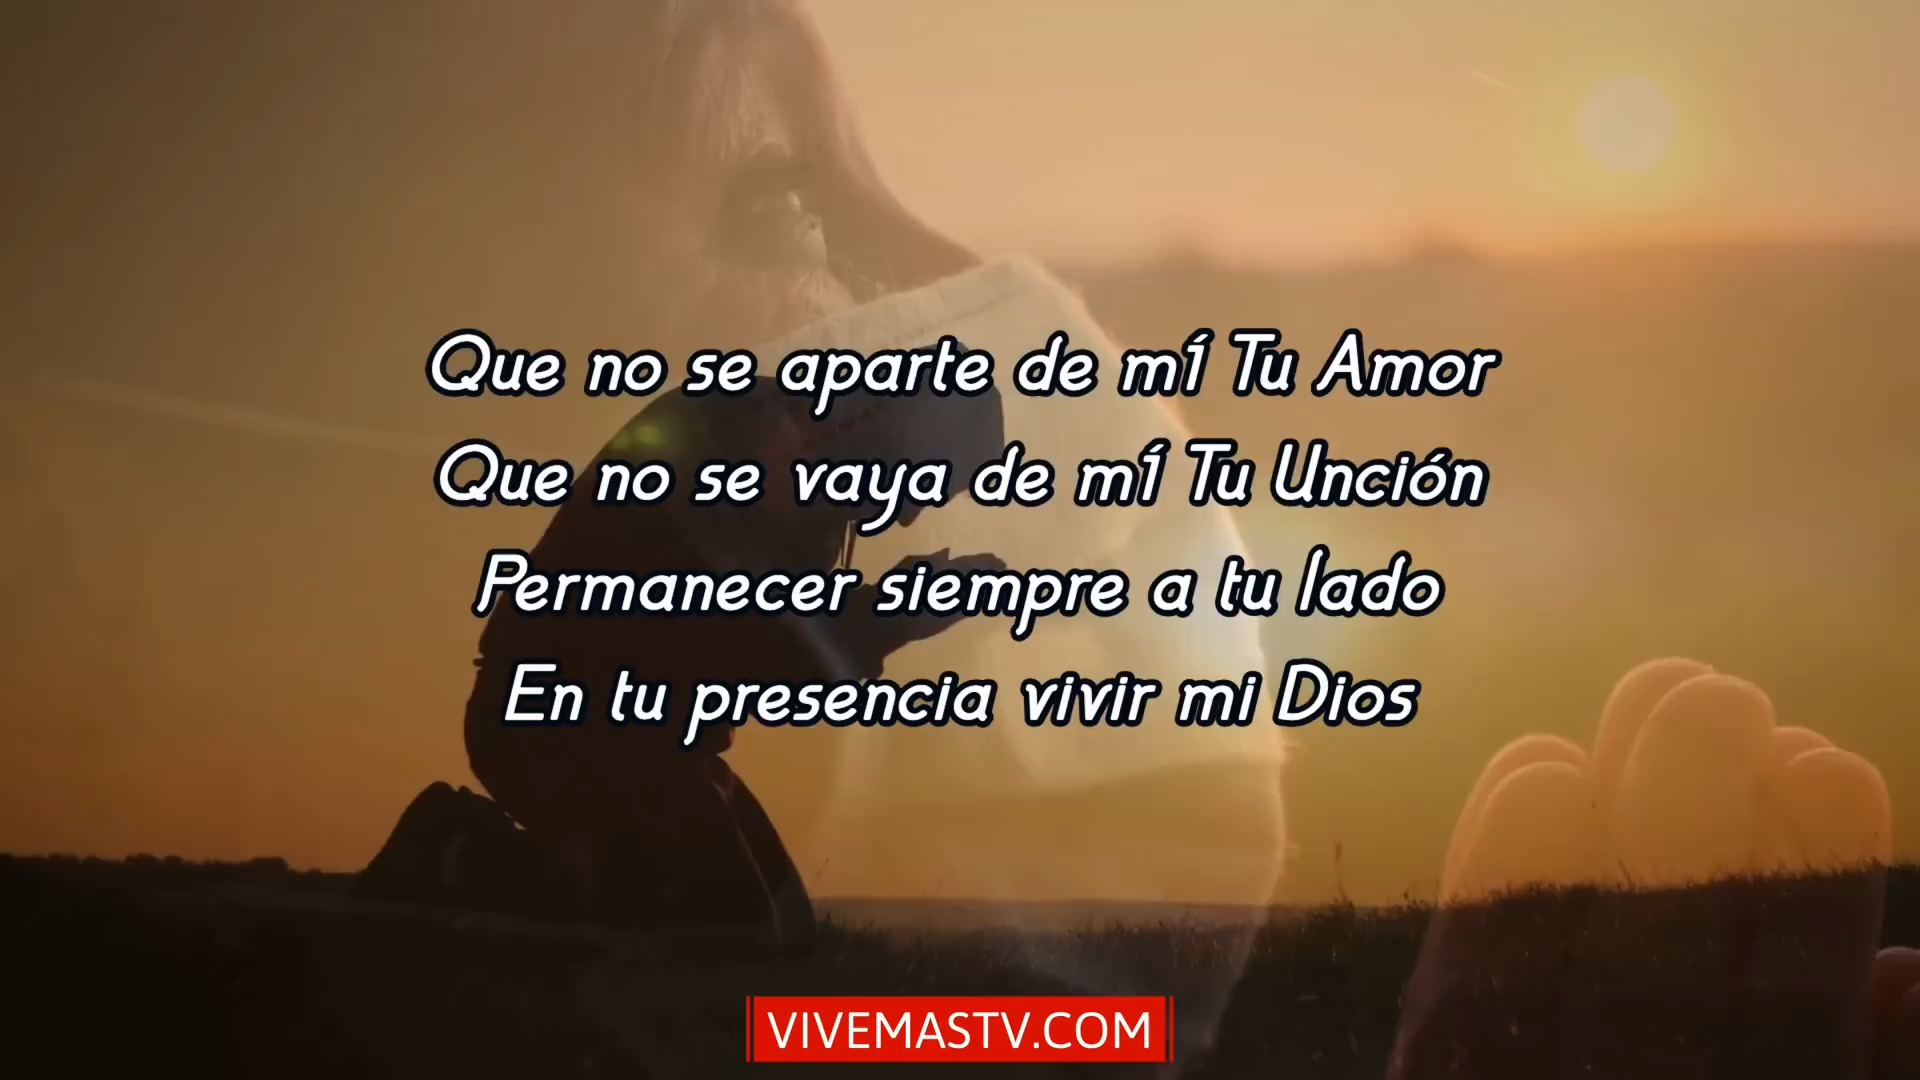 Que no se aparte de mí Tu Amor
Que no se vaya de mí Tu Unción
Permanecer siempre a tu lado
En tu presencia vivir mi Dios
VIVEMASTV.COM